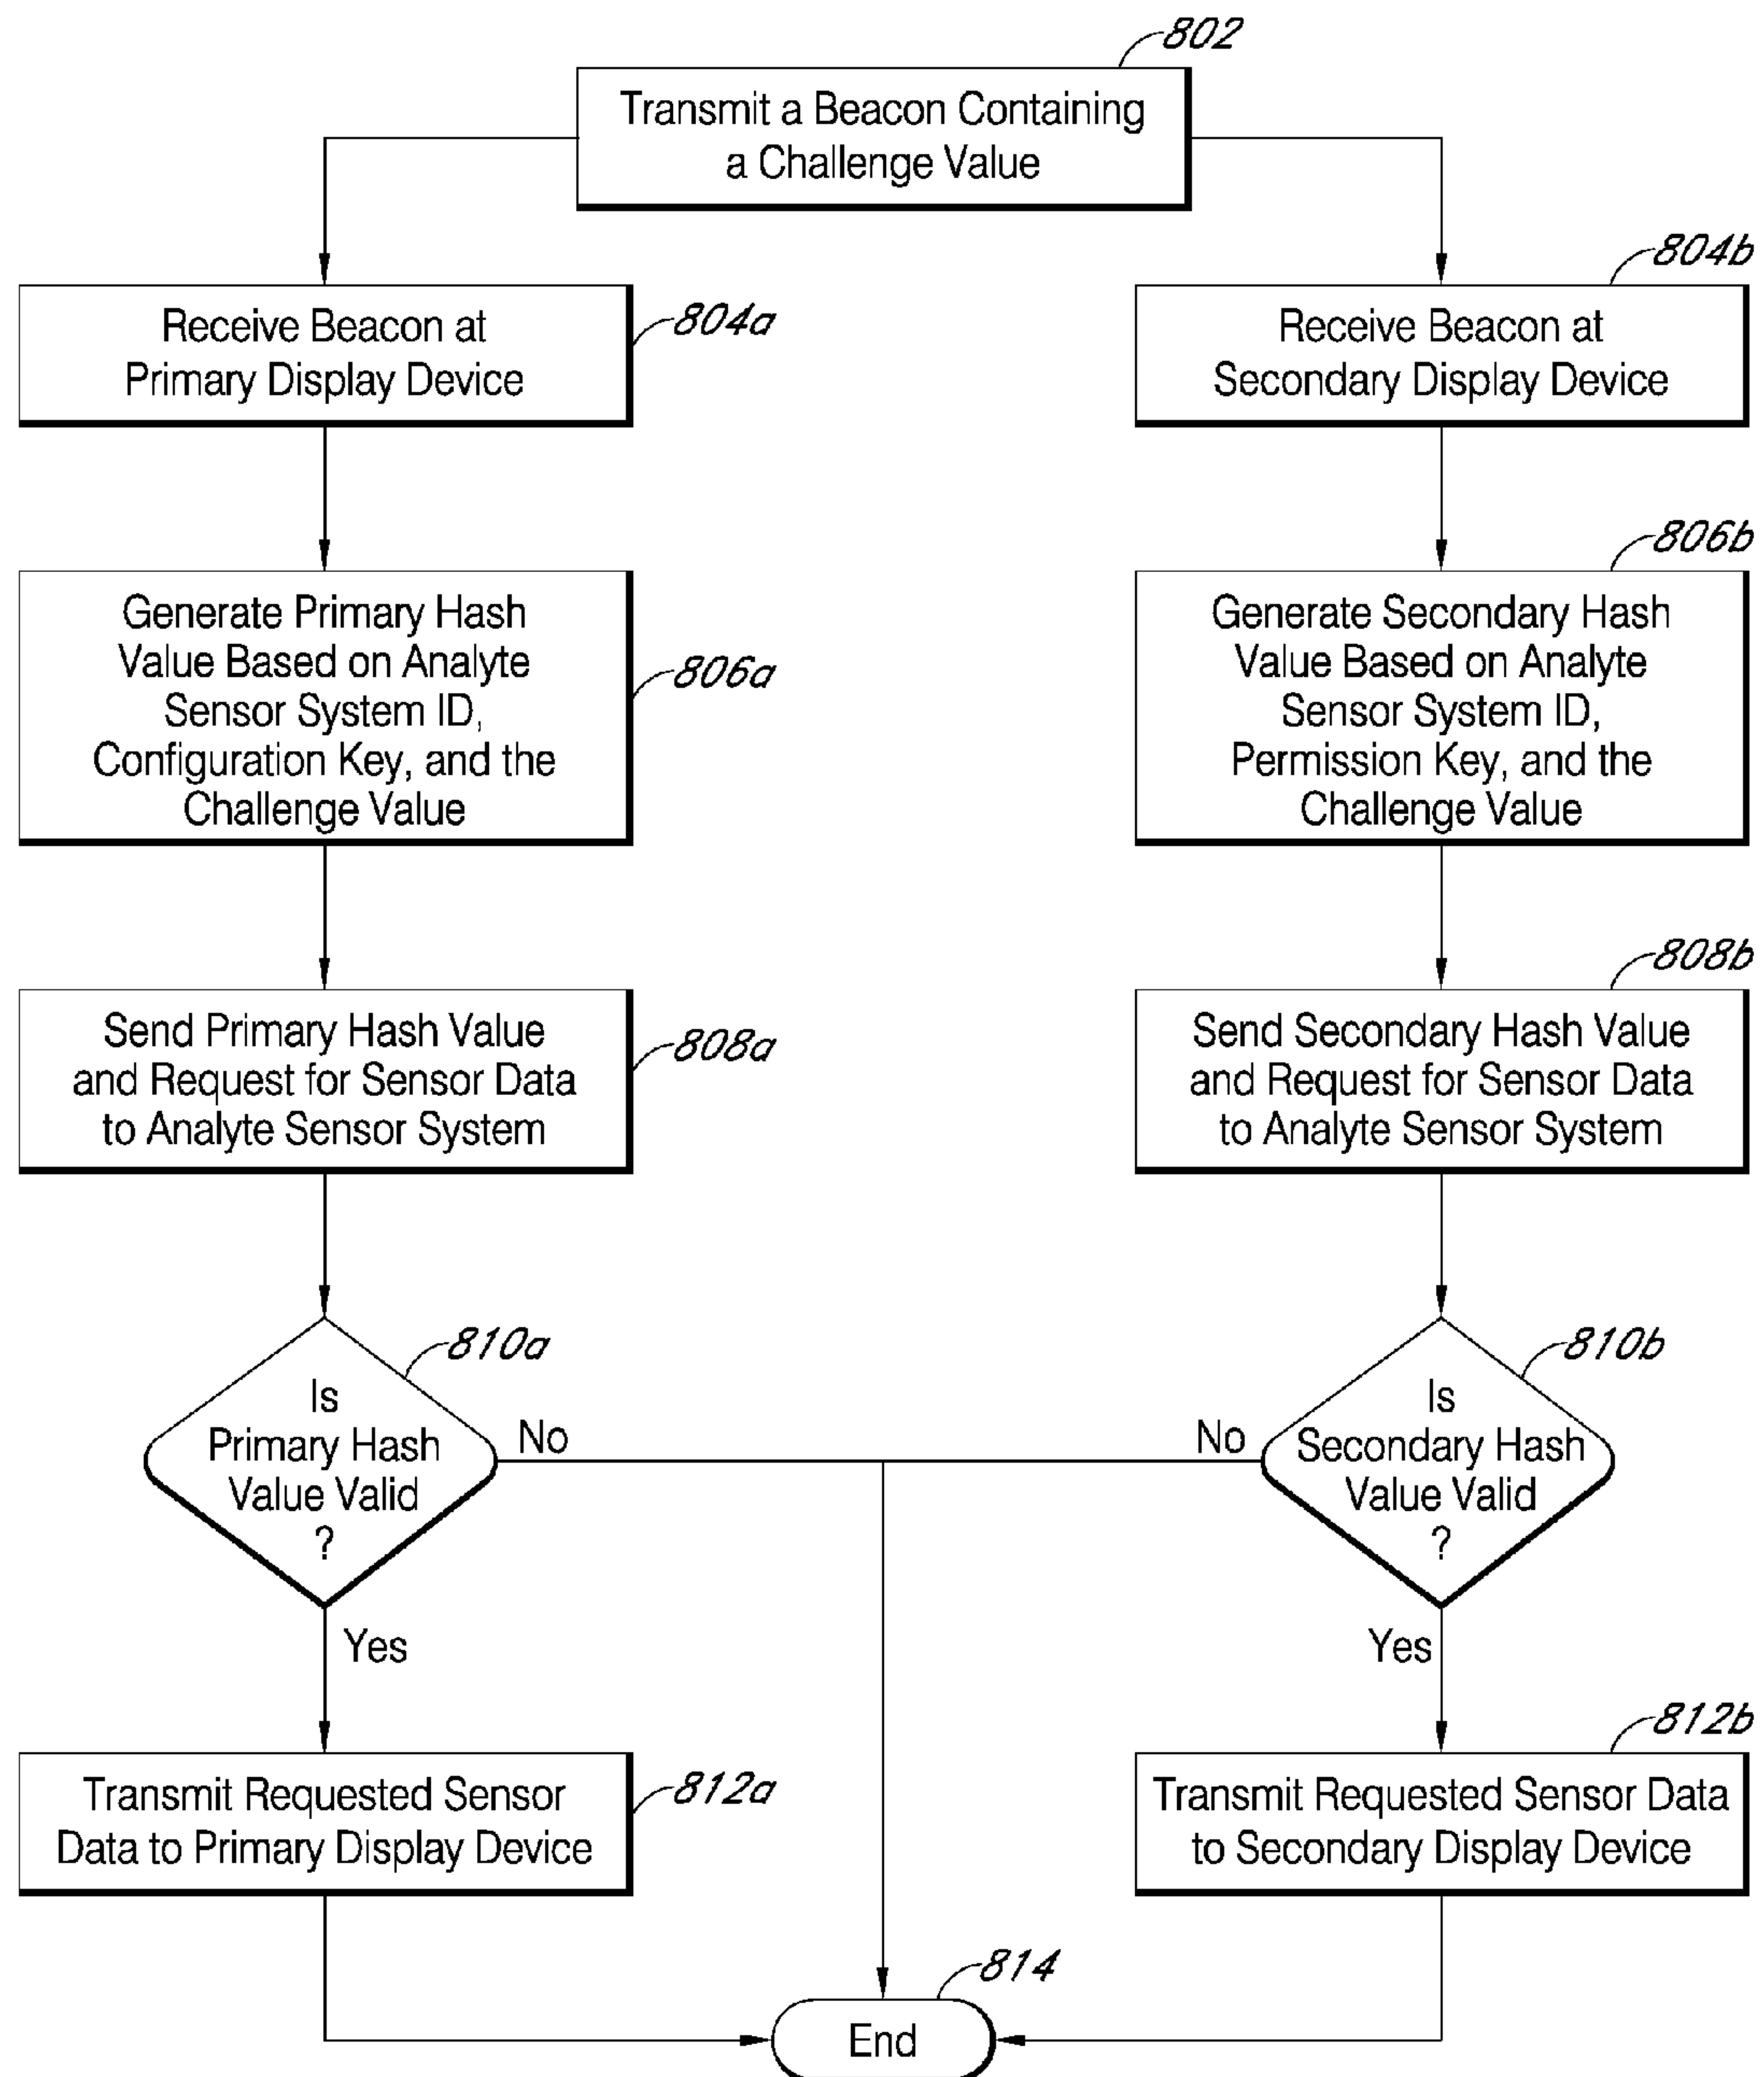 802
Transmit a Beacon Containing
a Challenge Value
804a
Receive Beacon at
Primary Display Device
804b
Receive Beacon at
Secondary Display Device
806a
Generate Primary Hash
Value Based on Analyte
Sensor System ID,
Configuration Key, and the
Challenge Value
806b
Generate Secondary Hash
Value Based on Analyte
Sensor System ID,
Permission Key, and the
Challenge Value
808a
Send Primary Hash Value
and Request for Sensor Data
to Analyte Sensor System
808b
Send Secondary Hash Value
and Request for Sensor Data
to Analyte Sensor System
810a
Is
Primary Hash
Value Valid
?
No
Yes
810b
Is
Secondary Hash
Value Valid
?
No
Yes
812a
Transmit Requested Sensor
Data to Primary Display Device
812b
Transmit Requested Sensor Data
to Secondary Display Device
814
End